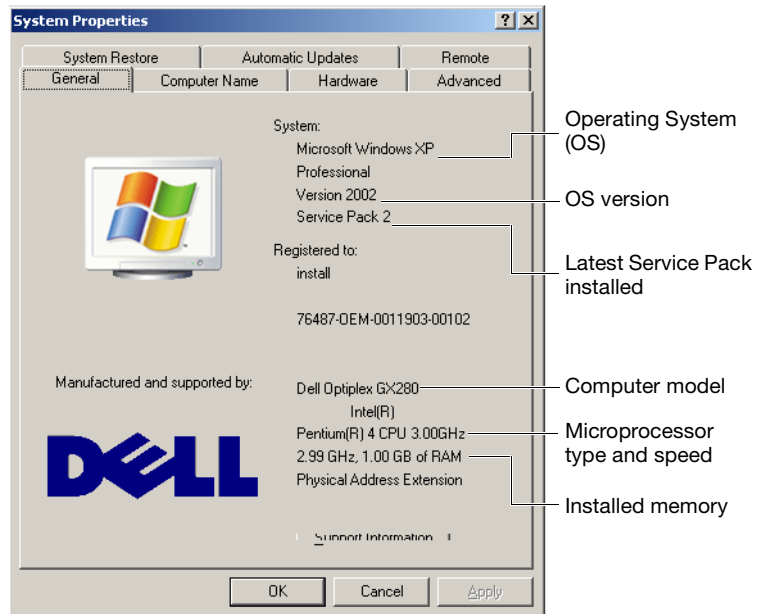 System Properties
System Restore
Automatic Updates
Remote
General
Computer Name
Hardware
Advanced
System:
Microsoft Windows XP
Professional
Version 2002
Service Pack 2
Registered to:
install
76487-OEM-0011903-00102
Manufactured and supported by:
DELL
Dell Optiplex GX280
Intel(R)
Pentium(R) 4 CPU 3.00GHz
2.99 GHz, 1.00 GB of RAM
Physical Address Extension
Support Information
OK
Cancel
Apply
Operating System
(OS)
OS version
Latest Service Pack
installed
Computer model
Microprocessor
type and speed
Installed memory